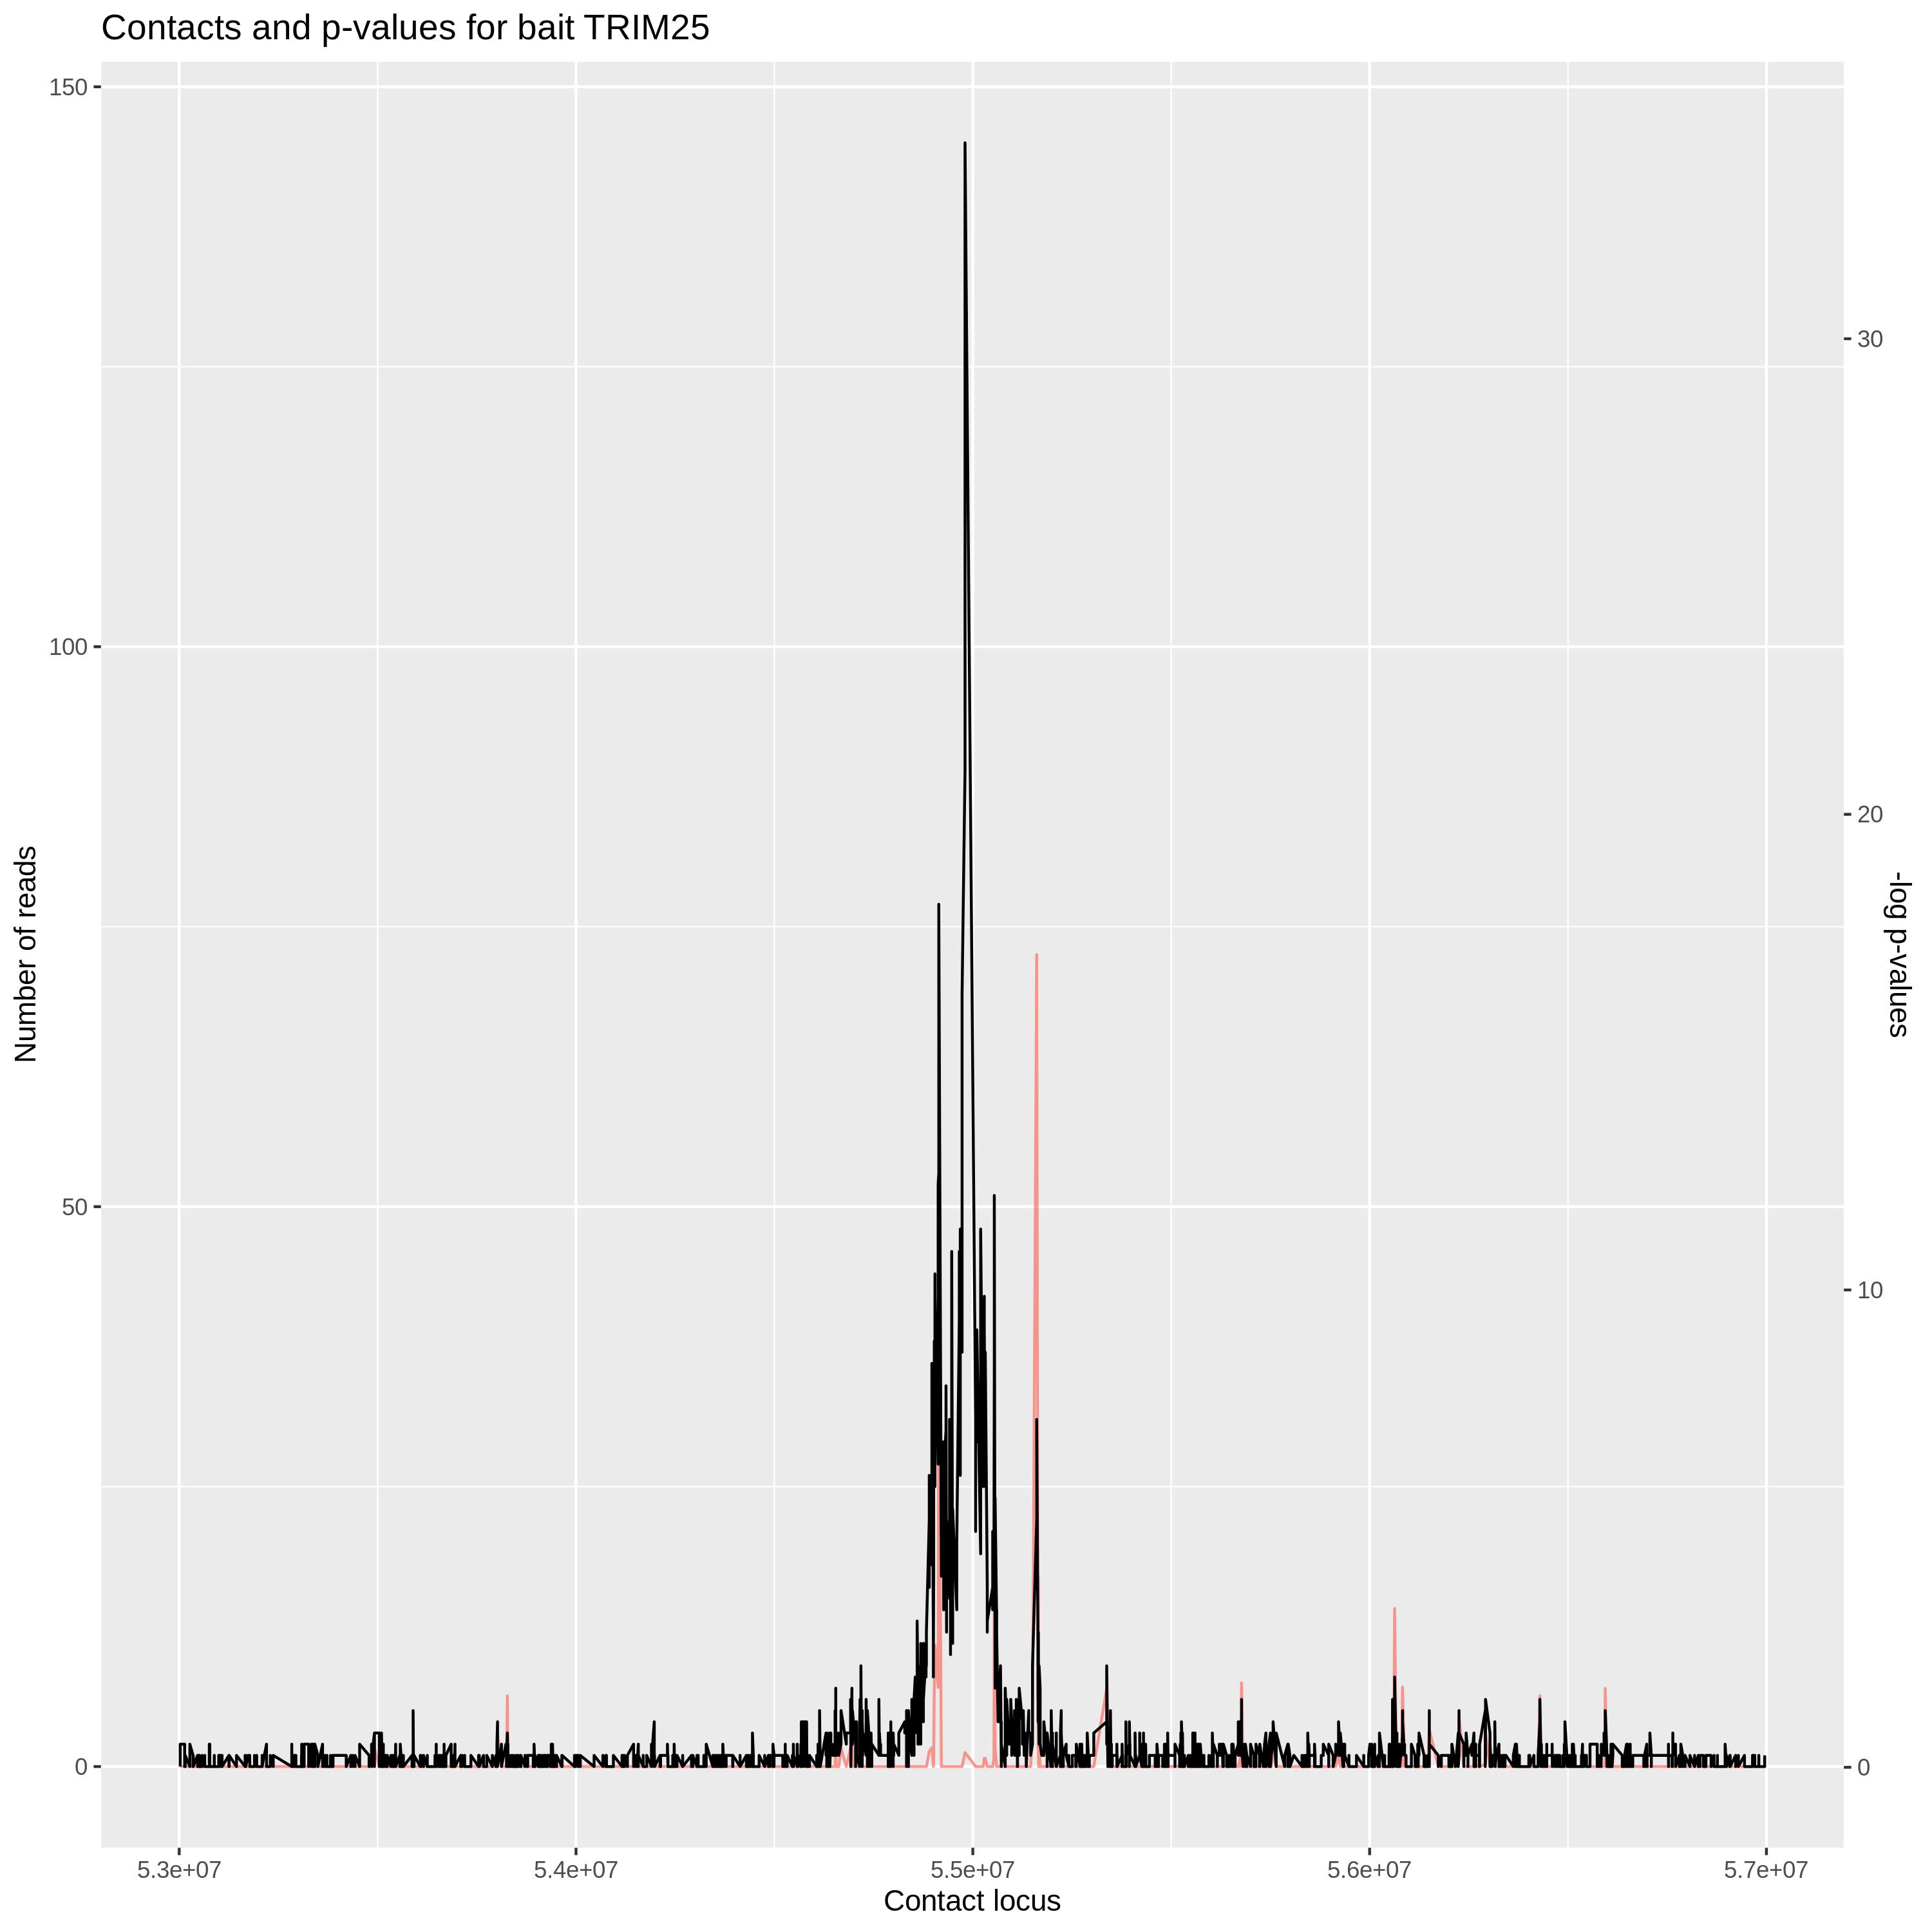 Contacts and p-values for bait TRIM25
150
100
50
0
Number of reads
30
20
10
0
-log p-values
5.3e+07
5.4e+07
5.5e+07
5.6e+07
5.7e+07
Contact locus